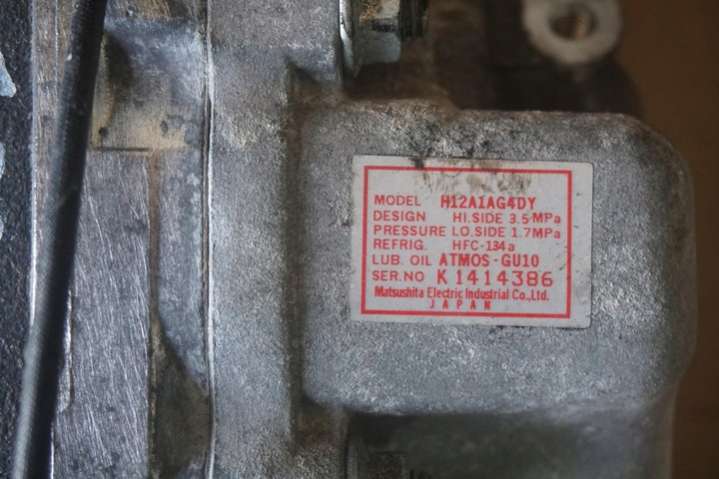 MODEL H12A1AG4DY
DESIGN HI.SIDE 3.5MPa
PRESSURE LO.SIDE 1.7MPa
REFRIG. HFC-134a
LUB. OIL ATMOS-GU10
SER.NO K1414386
Matsushita Electric Industrial Co.,Ltd.
JAPAN